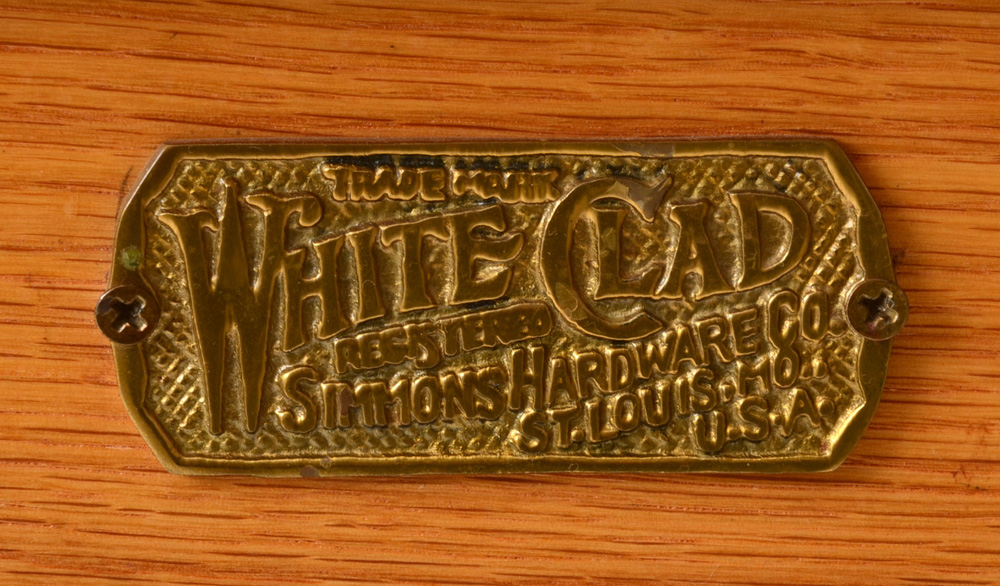 TRADE MARK
WHITE CLAD
REGISTERED
SIMMONS HARDWARE CO.
ST. LOUIS. MO.
U.S.A.